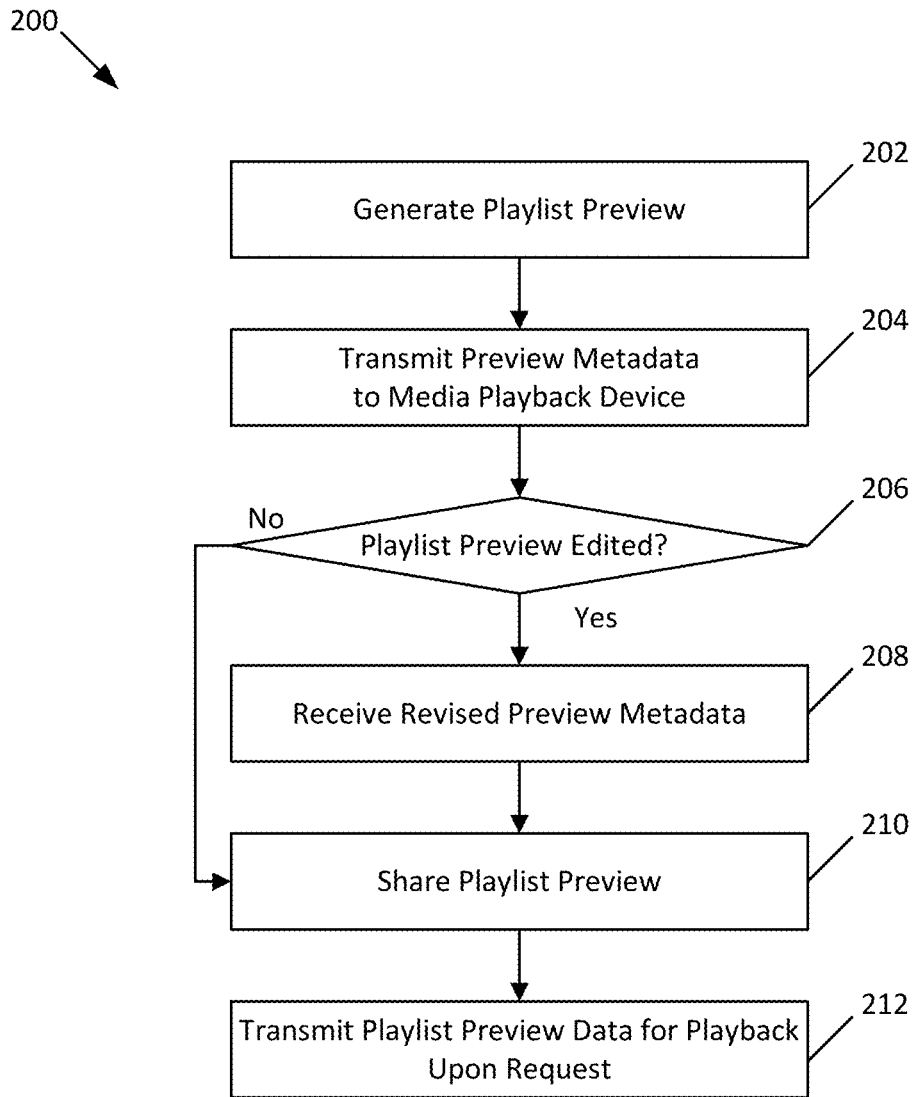 200
202
Generate Playlist Preview
204
Transmit Preview Metadata
to Media Playback Device
206
No
Playlist Preview Edited?
Yes
208
Receive Revised Preview Metadata
210
Share Playlist Preview
212
Transmit Playlist Preview Data for Playback
Upon Request